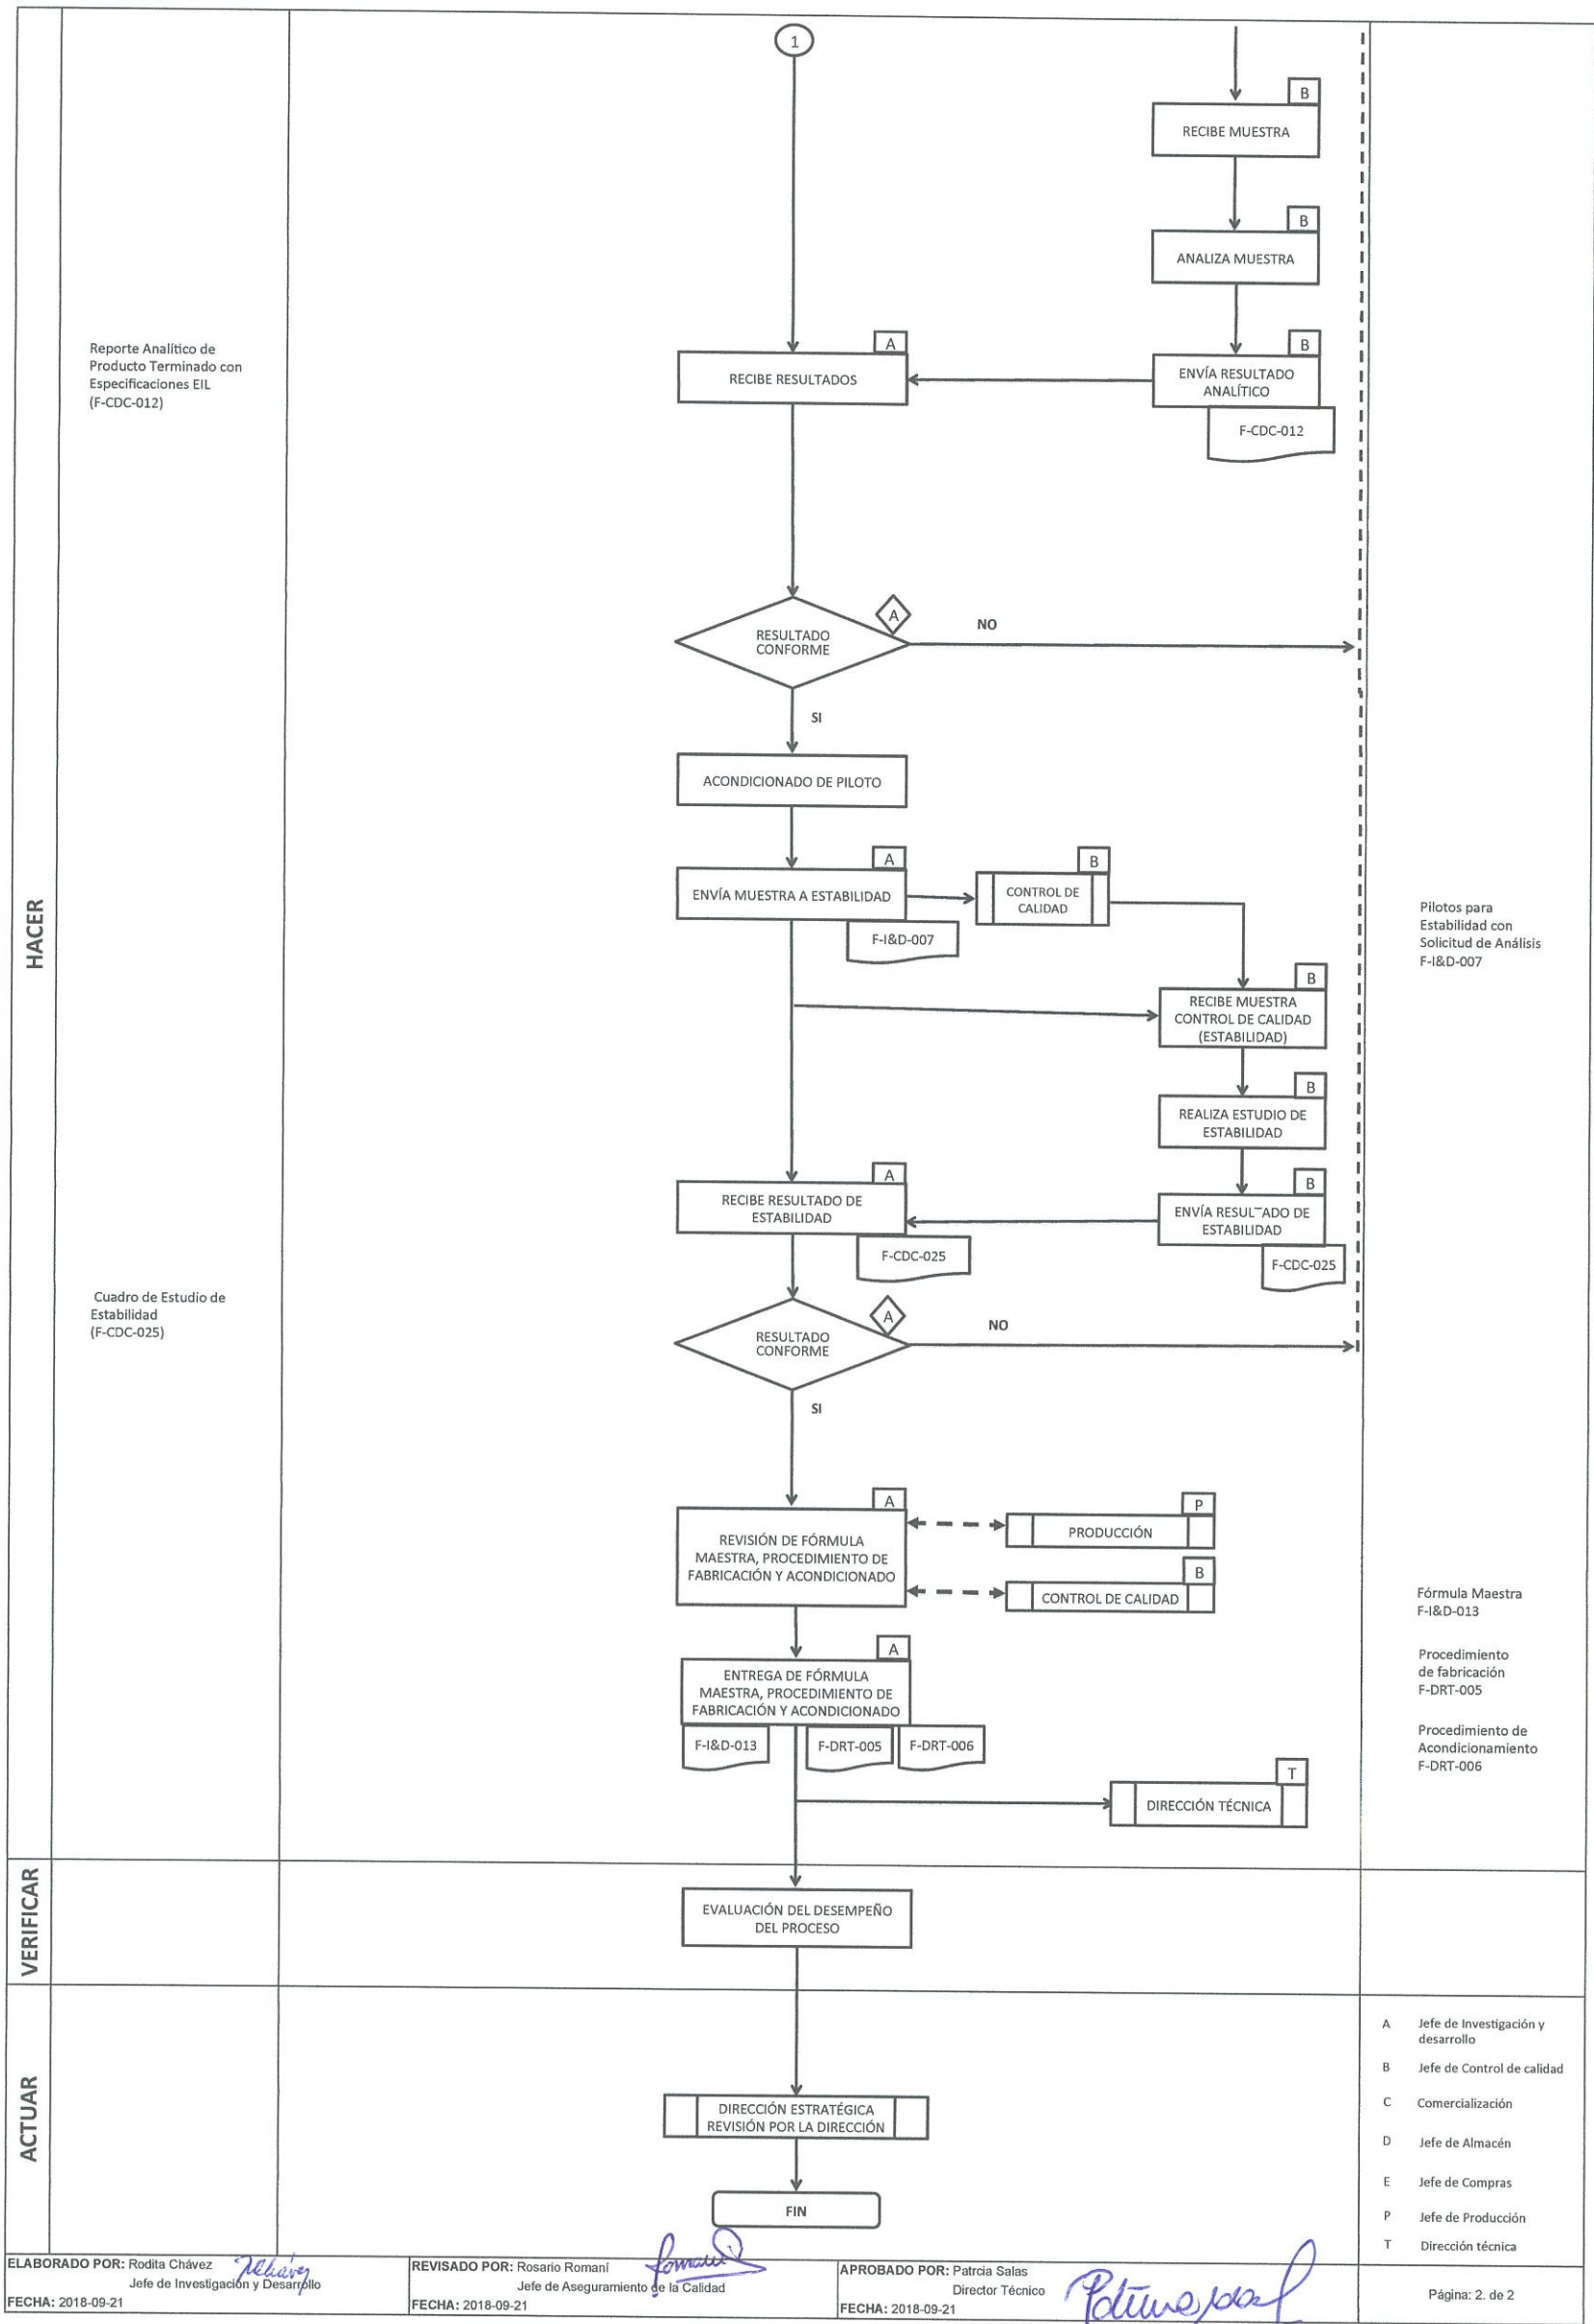 1
B
RECIBE MUESTRA
B
ANALIZA MUESTRA
Reporte Analítico de
Producto Terminado con
Especificaciones EIL
(F-CDC-012)
A
RECIBE RESULTADOS
B
ENVÍA RESULTADO
ANALÍTICO
F-CDC-012
RESULTADO
CONFORME
A
NO
SI
ACONDICIONADO DE PILOTO
HACER
A
ENVÍA MUESTRA A ESTABILIDAD
F-I&D-007
B
CONTROL DE
CALIDAD
Pilotos para
Estabilidad con
Solicitud de Análisis
F-I&D-007
B
RECIBE MUESTRA
CONTROL DE CALIDAD
(ESTABILIDAD)
B
REALIZA ESTUDIO DE
ESTABILIDAD
A
RECIBE RESULTADO DE
ESTABILIDAD
F-CDC-025
B
ENVÍA RESULTADO DE
ESTABILIDAD
F-CDC-025
Cuadro de Estudio de
Estabilidad
(F-CDC-025)
RESULTADO
CONFORME
A
NO
SI
A
REVISIÓN DE FÓRMULA
MAESTRA, PROCEDIMIENTO DE
FABRICACIÓN Y ACONDICIONADO
P
PRODUCCIÓN
B
CONTROL DE CALIDAD
Fórmula Maestra
F-I&D-013
Procedimiento
de fabricación
F-DRT-005
Procedimiento de
Acondicionamiento
F-DRT-006
A
ENTREGA DE FÓRMULA
MAESTRA, PROCEDIMIENTO DE
FABRICACIÓN Y ACONDICIONADO
F-I&D-013
F-DRT-005
F-DRT-006
T
DIRECCIÓN TÉCNICA
VERIFICAR
EVALUACIÓN DEL DESEMPEÑO
DEL PROCESO
ACTUAR
DIRECCIÓN ESTRATÉGICA
REVISIÓN POR LA DIRECCIÓN
FIN
A Jefe de Investigación y
desarrollo
B Jefe de Control de calidad
C Comercialización
D Jefe de Almacén
E Jefe de Compras
P Jefe de Producción
T Dirección técnica
ELABORADO POR: Rodita Chávez
Jefe de Investigación y Desarrollo
FECHA: 2018-09-21
REVISADO POR: Rosario Romaní
Jefe de Aseguramiento de la Calidad
FECHA: 2018-09-21
APROBADO POR: Patrcia Salas
Director Técnico
FECHA: 2018-09-21
Página: 2. de 2